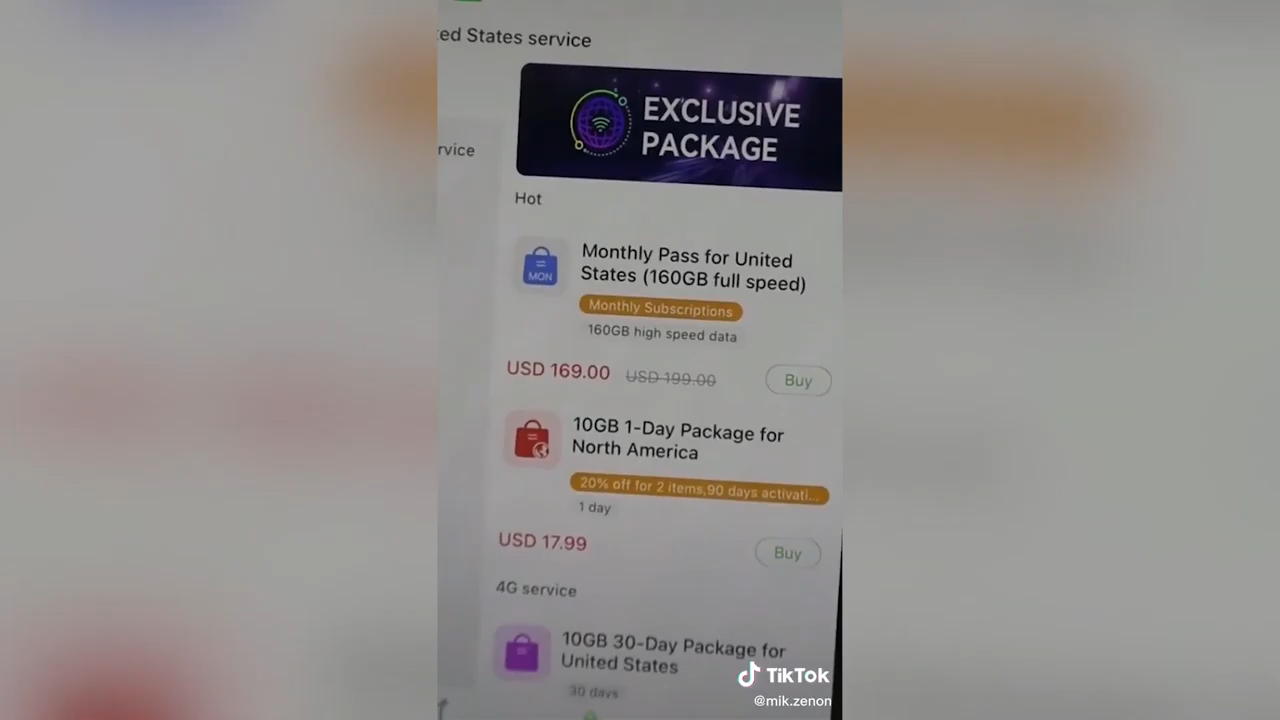 ted States service
EXCLUSIVE
PACKAGE
rvice
Hot
MON
Monthly Pass for United
States (160GB full speed)
Monthly Subscriptions
160GB high speed data
USD 169.00 USD 199.00
Buy
10GB 1-Day Package for
North America
20% off for 2 items,90 days activati...
1 day
USD 17.99
Buy
4G service
10GB 30-Day Package for
United States
30 days
TikTok
@mik.zenon